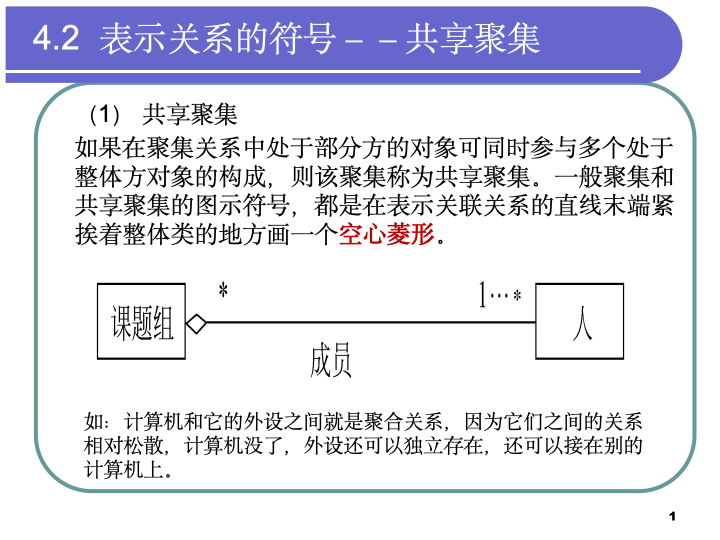 4.2 表示关系的符号－－共享聚集
（1） 共享聚集
如果在聚集关系中处于部分方的对象可同时参与多个处于
整体方对象的构成，则该聚集称为共享聚集。一般聚集和
共享聚集的图示符号，都是在表示关联关系的直线末端紧
挨着整体类的地方画一个空心菱形。
* 1…*
课题组 人
成员
如：计算机和它的外设之间就是聚合关系，因为它们之间的关系
相对松散，计算机没了，外设还可以独立存在，还可以接在别的
计算机上。
1